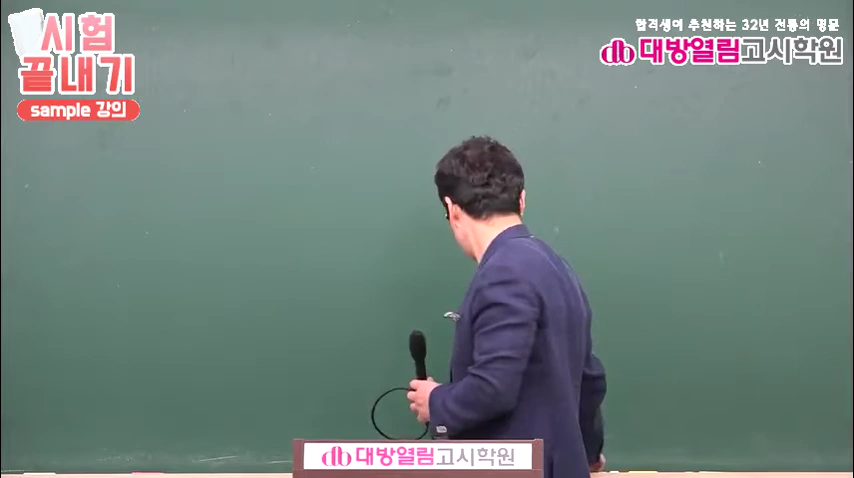 시험
끝내기
sample 강의
합격생이 추천하는 32년 전통의 명문
대방열림고시학원
대방열림고시학원